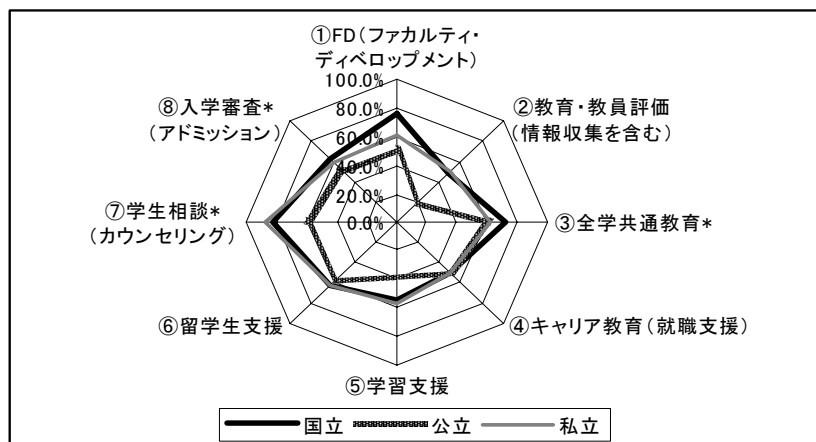 ①FD(ファカルティ・
ディベロップメント)
100.0%
80.0%
60.0%
40.0%
20.0%
0.0%
②教育・教員評価
(情報収集を含む)
③全学共通教育*
④キャリア教育(就職支援)
⑤学習支援
⑥留学生支援
⑦学生相談*
(カウンセリング)
⑧入学審査*
(アドミッション)
国立 公立 私立